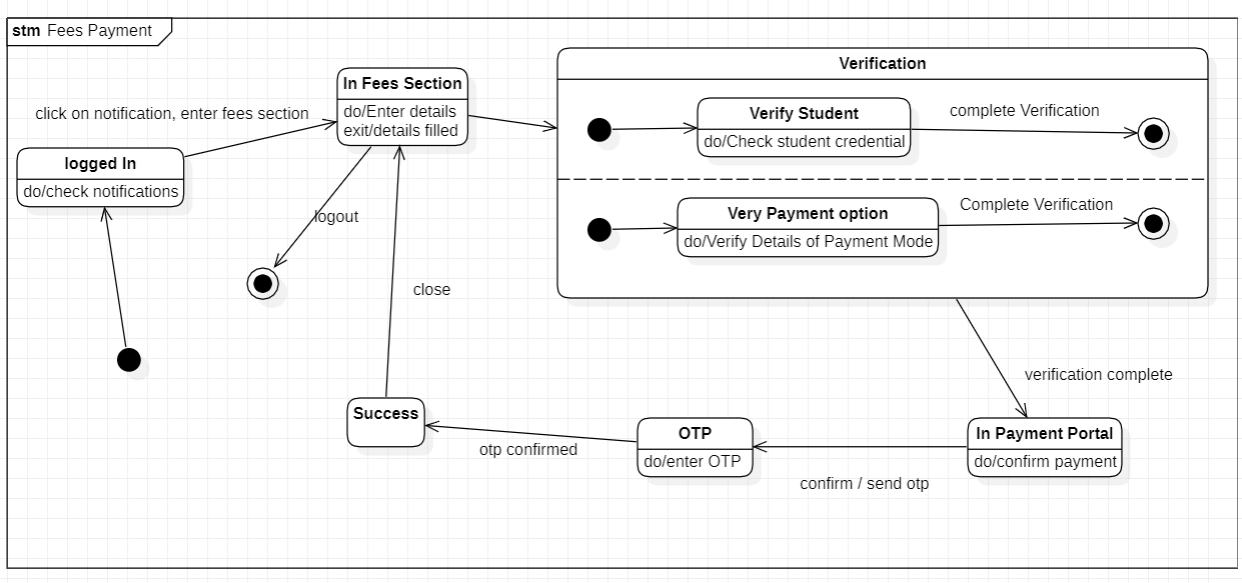 stm Fees Payment
Verification
In Fees Section
do/Enter details
exit/details filled
click on notification, enter fees section
Verify Student
do/Check student credential
complete Verification
logged In
do/check notifications
Very Payment option
do/Verify Details of Payment Mode
Complete Verification
logout
close
verification complete
Success
otp confirmed
OTP
do/enter OTP
In Payment Portal
do/confirm payment
confirm / send otp